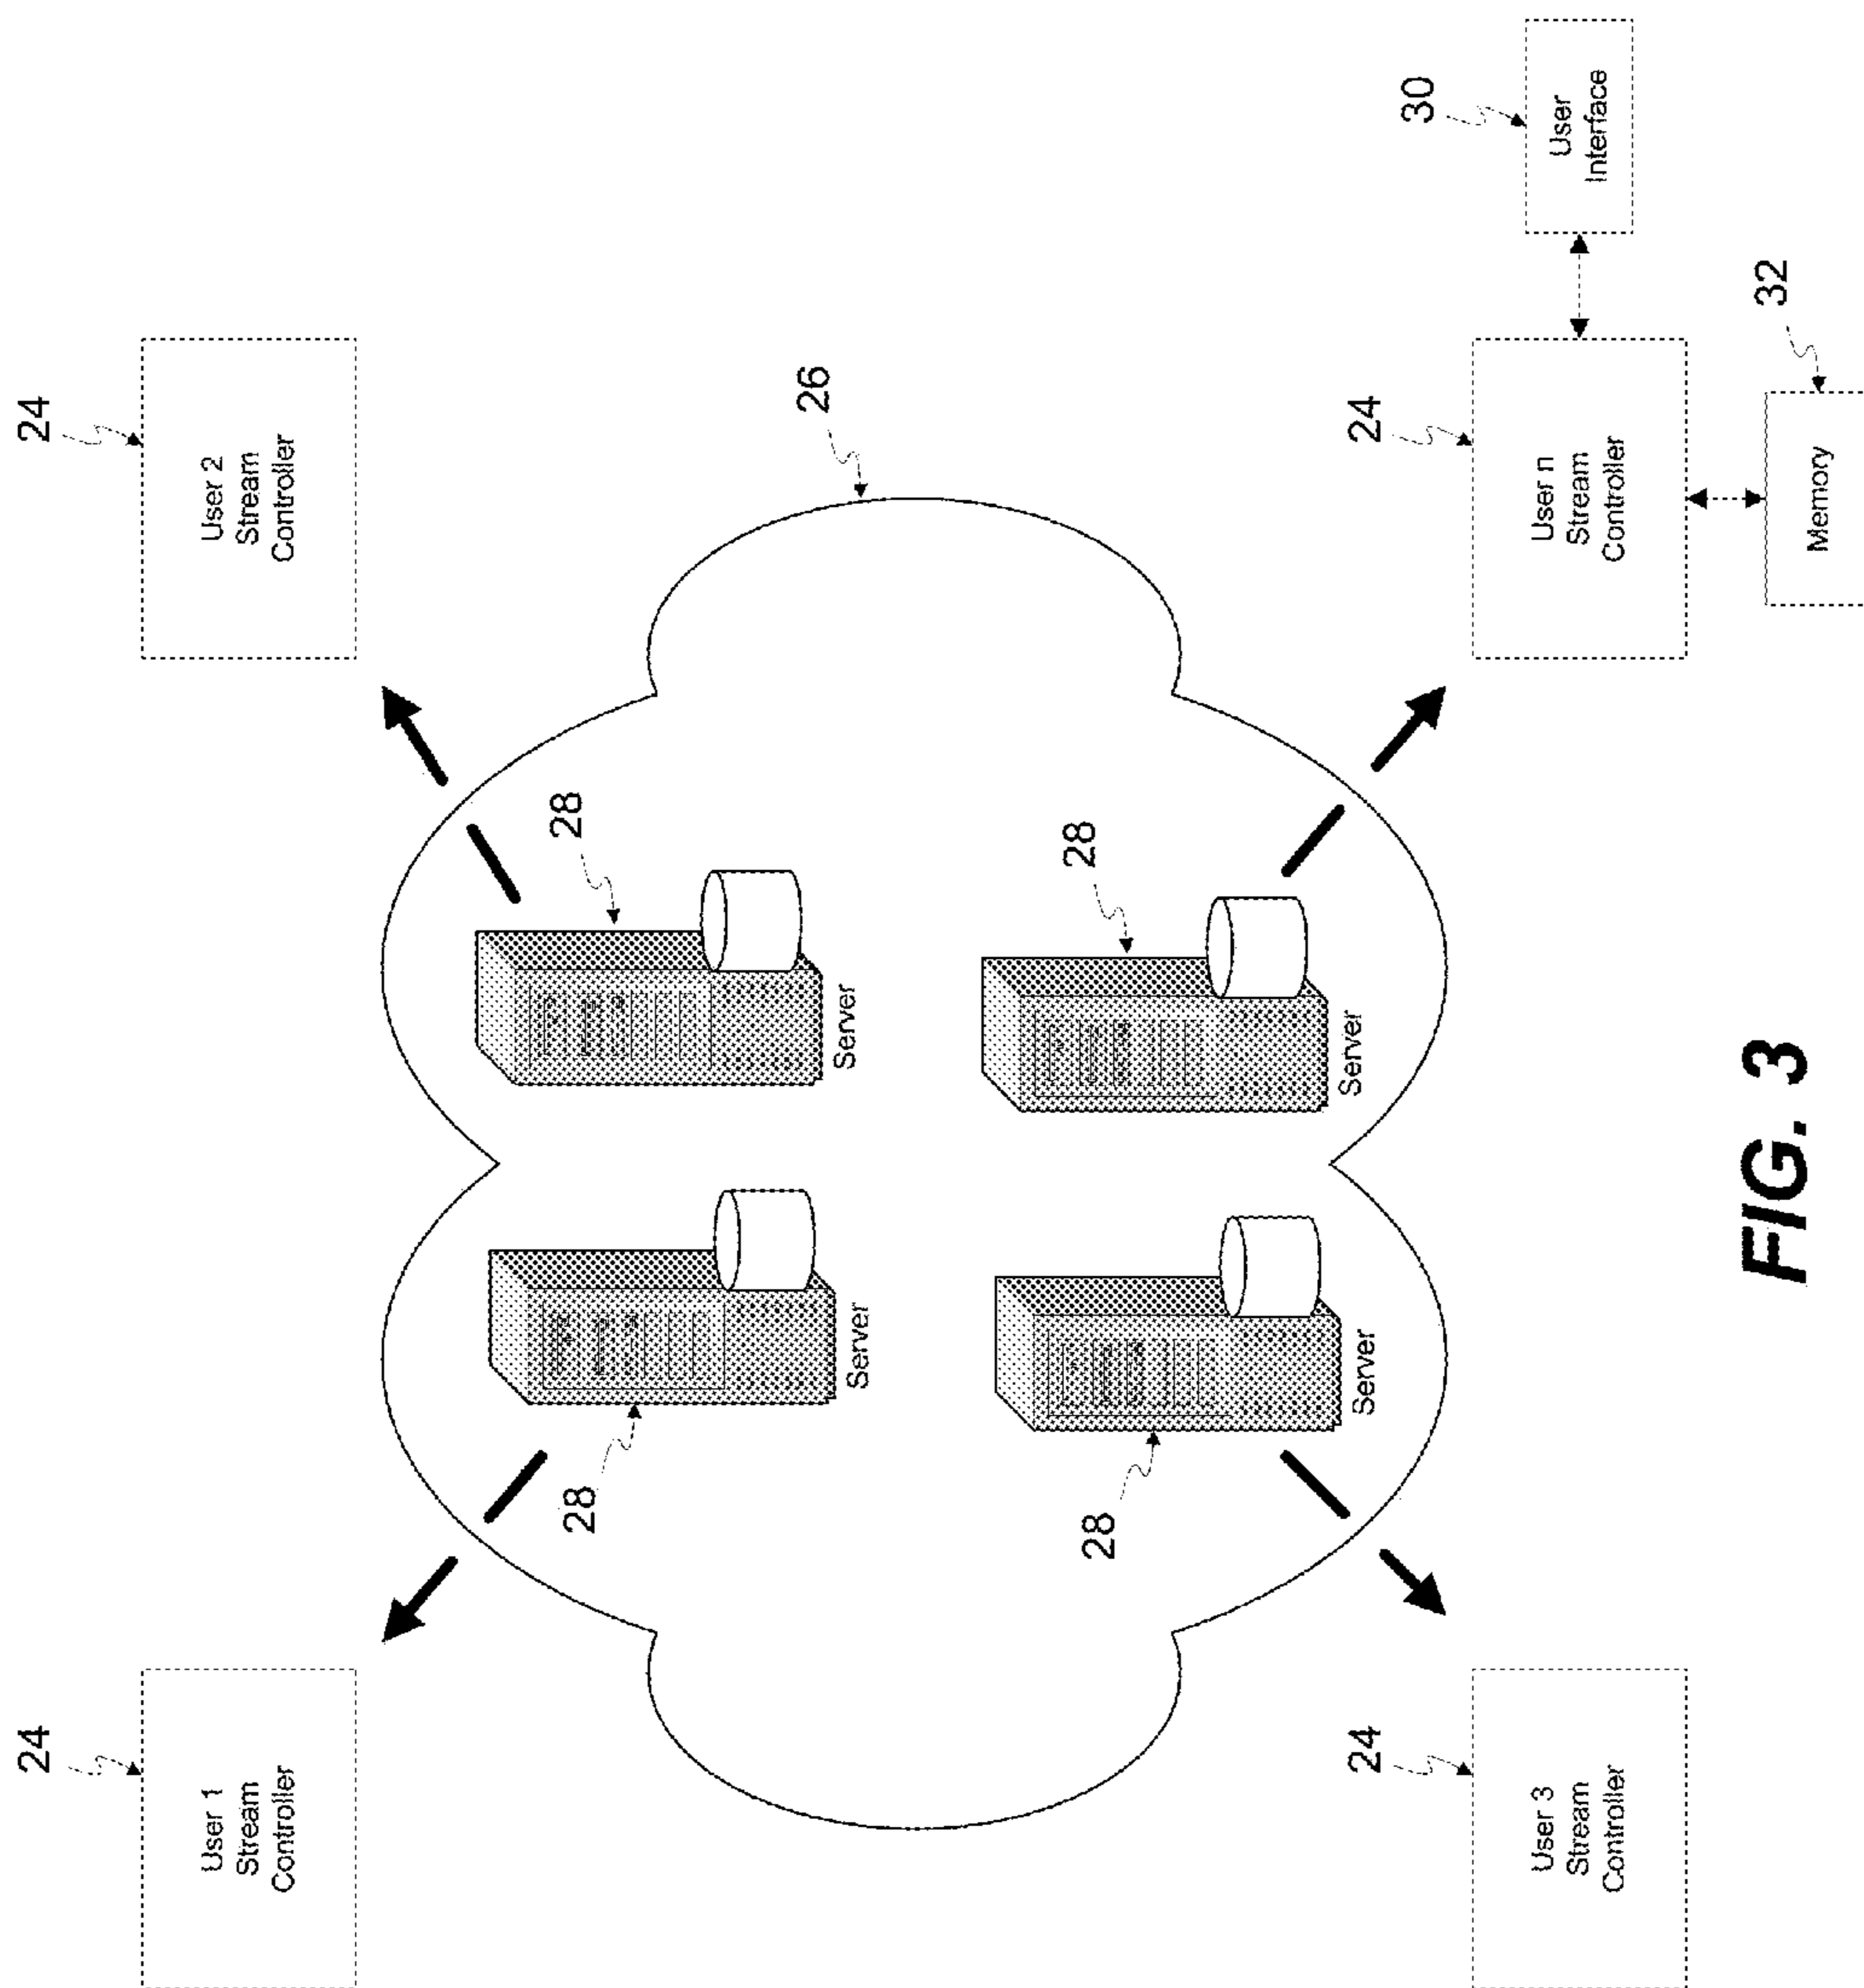 24
User 1
Stream
Controller
24
User 2
Stream
Controller
28
Server
28
Server
26
28
Server
28
Server
24
User 3
Stream
Controller
24
User n
Stream
Controller
30
User
Interface
32
Memory
FIG. 3